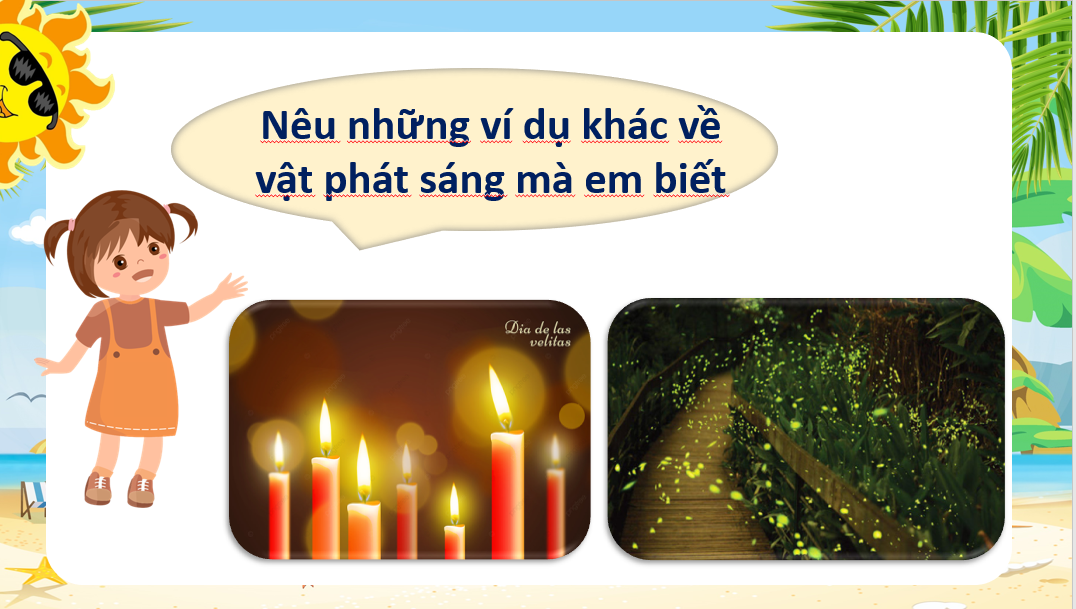 Nêu những ví dụ khác về
vật phát sáng mà em biết
Dia de las
velitas